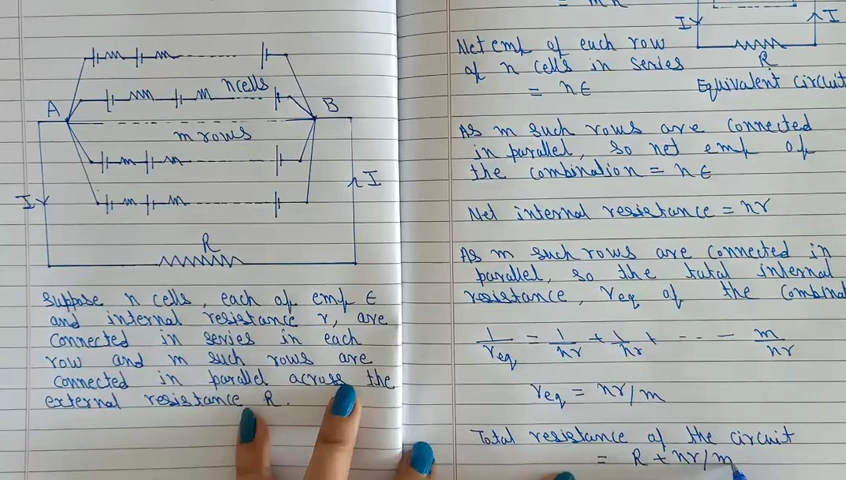 n cells
A
B
m rows
I
I
R
Suppose n cells, each of emf ε
and internal resistance r, are
connected in series in each
row and m such rows are
connected in parallel across the
external resistance R.
I
I
R
Net emf of each row
of n cells in series
= nε
Equivalent circuit
As m such rows are connected
in parallel, so net emf of
the combination = nε
Net internal resistance = nr
As m such rows are connected in
parallel, so the total internal
resistance, req of the combina
1/req = 1/nr + 1/nr + ... - m/nr
req = nr/m
Total resistance of the circuit
= R + nr/m